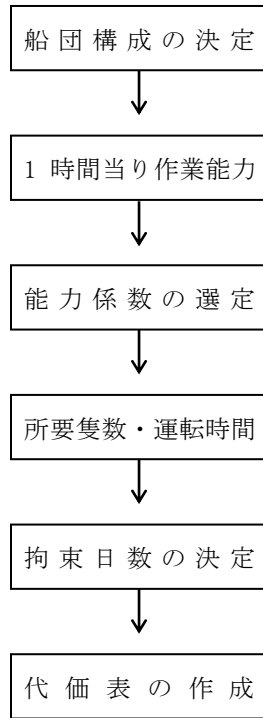 船団構成の決定
1 時間当り作業能力
能力係数の選定
所要隻数・運転時間
拘束日数の決定
代価表の作成